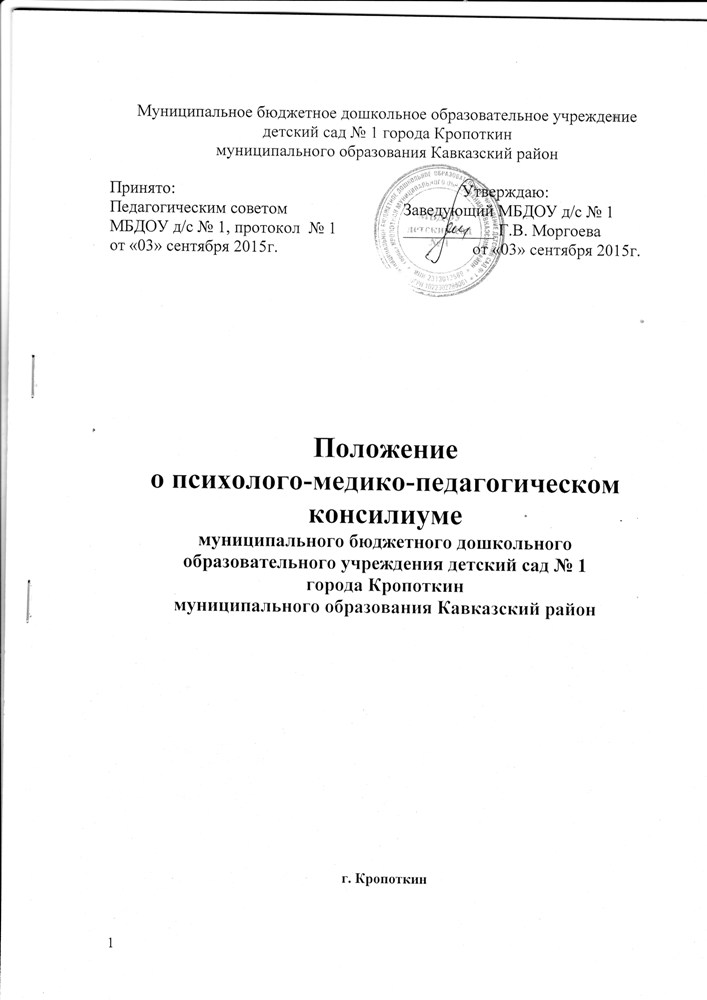 Муниципальное бюджетное дошкольное образовательное учреждение
детский сад № 1 города Кропоткин
муниципального образования Кавказский район
Принято:
Педагогическим советом
МБДОУ д/с № 1, протокол № 1
от «03» сентября 2015г.
Утверждаю:
Заведующий МБДОУ д/с № 1
Г.В. Моргоева
от «03» сентября 2015г.
Положение
о психолого-медико-педагогическом
консилиуме
муниципального бюджетного дошкольного
образовательного учреждения детский сад № 1
города Кропоткин
муниципального образования Кавказский район
г. Кропоткин
1